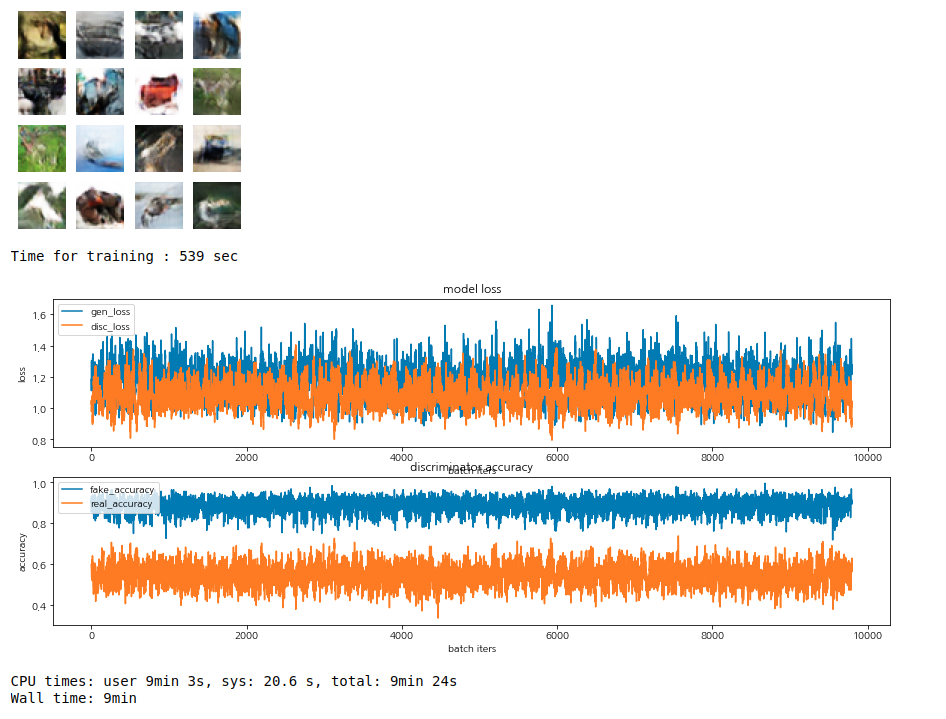 Time for training : 539 sec
model loss
gen_loss
disc_loss
1.6
1.4
1.2
1.0
0.8
loss
0 2000 4000 6000 8000 10000
batch iters
discriminator accuracy
fake_accuracy
real_accuracy
1.0
0.8
0.6
0.4
accuracy
0 2000 4000 6000 8000 10000
batch iters
CPU times: user 9min 3s, sys: 20.6 s, total: 9min 24s
Wall time: 9min